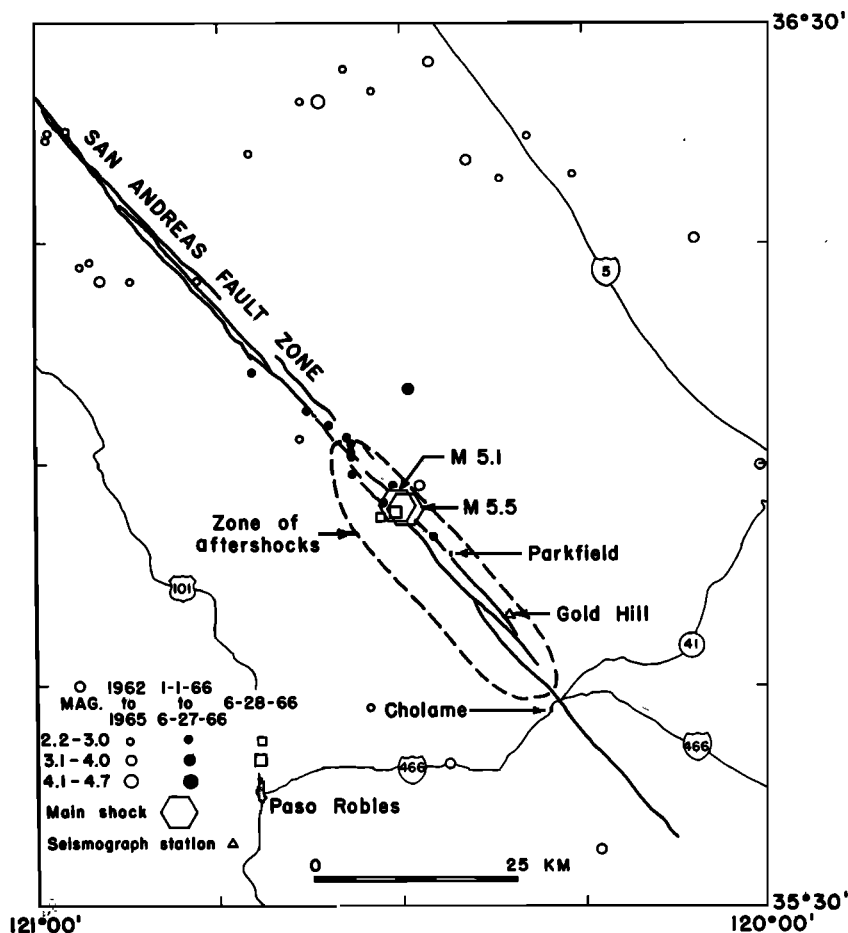 36°30'
SAN ANDREAS FAULT ZONE
5
M 5.1
M 5.5
Zone of
aftershocks
Parkfield
Gold Hill
101
41
1962 1-1-66
MAG. to to 6-28-66
1965 6-27-66
Cholame
2.2-3.0
3.1-4.0
466
466
4.1-4.7
Main shock
Paso Robles
Seismograph station
0 25 KM
35°30'
121°00' 120°00'